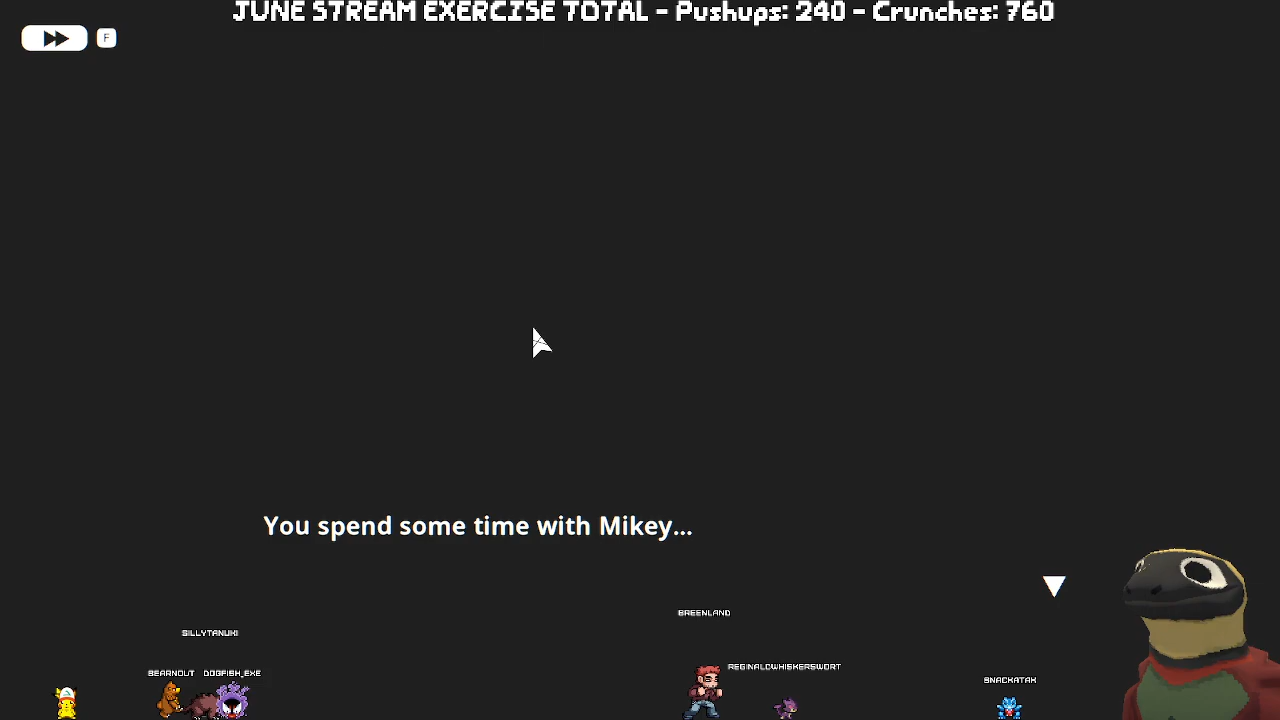 JUNE STREAM EXERCISE TOTAL - Pushups: 240 - Crunches: 760
F
You spend some time with Mikey...
BREENLAND
SILLYTANUKI
REGINALDWHISKERSWORT
BEARNOUT DOGFISH_EXE
SNACKATAK